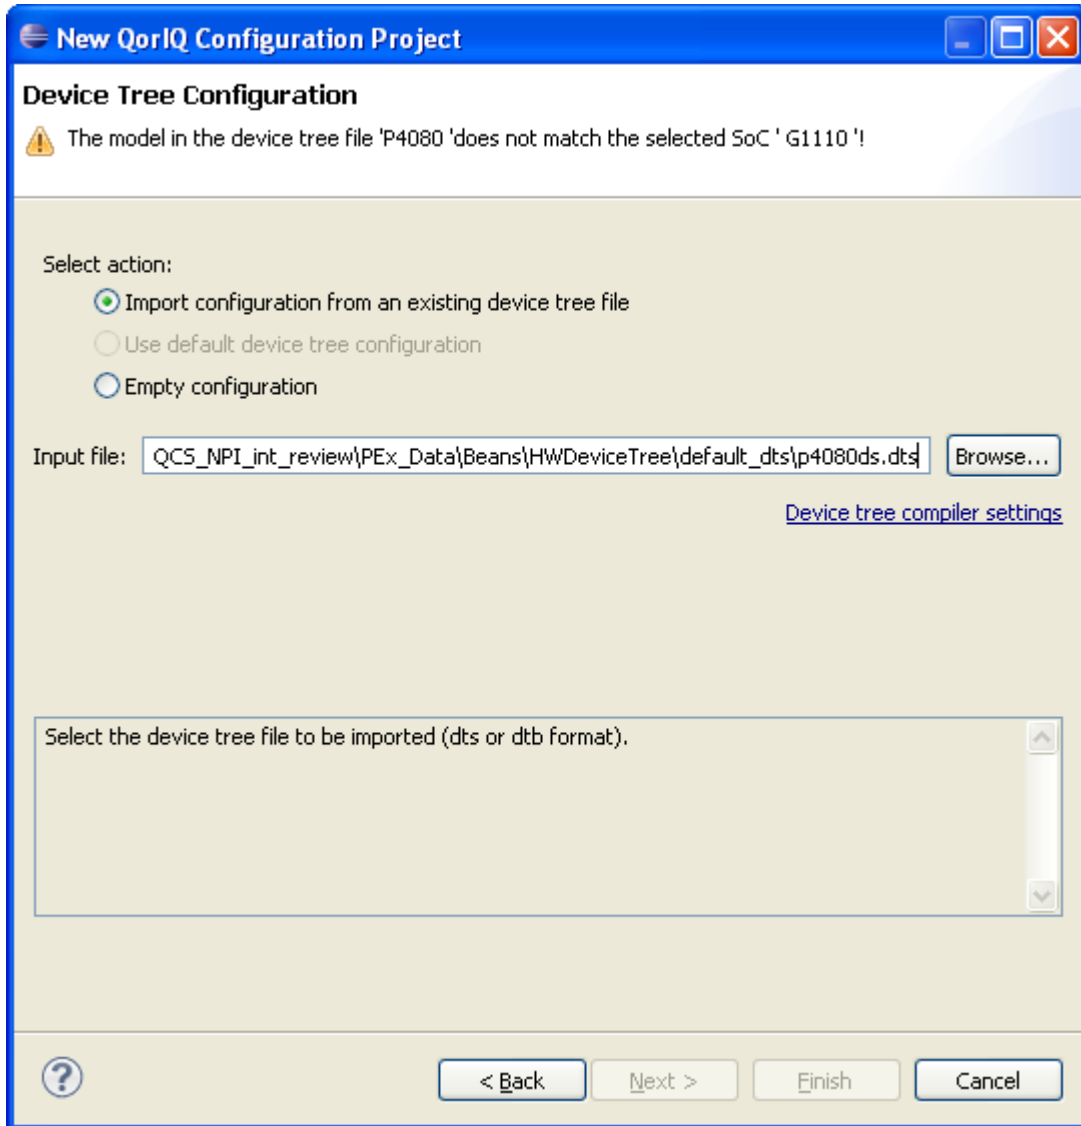 New QorIQ Configuration Project
Device Tree Configuration
The model in the device tree file 'P4080 'does not match the selected SoC ' G1110 '!
Select action:
Import configuration from an existing device tree file
Use default device tree configuration
Empty configuration
Input file: QCS_NPI_int_review\PEx_Data\Beans\HWDeviceTree\default_dts\p4080ds.dts Browse...
Device tree compiler settings
Select the device tree file to be imported (dts or dtb format).
? < Back Next > Finish Cancel